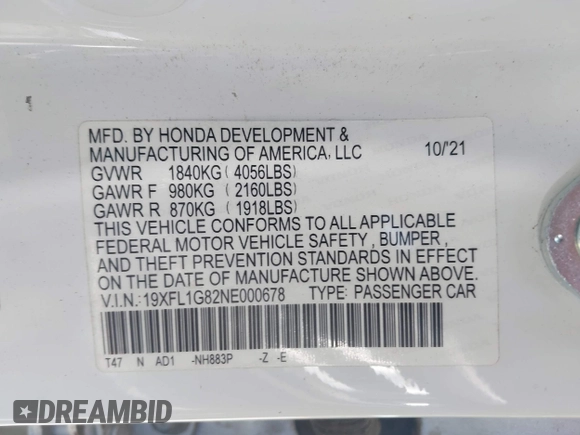 MFD. BY HONDA DEVELOPMENT &
MANUFACTURING OF AMERICA, LLC 10/'21
GVWR 1840KG ( 4056LBS )
GAWR F 980KG ( 2160LBS )
GAWR R 870KG ( 1918LBS )
THIS VEHICLE CONFORMS TO ALL APPLICABLE
FEDERAL MOTOR VEHICLE SAFETY , BUMPER ,
AND THEFT PREVENTION STANDARDS IN EFFECT
ON THE DATE OF MANUFACTURE SHOWN ABOVE.
V.I.N.:19XFL1G82NE000678 TYPE: PASSENGER CAR
T47 N AD1 -NH883P -Z -E
DREAMBID